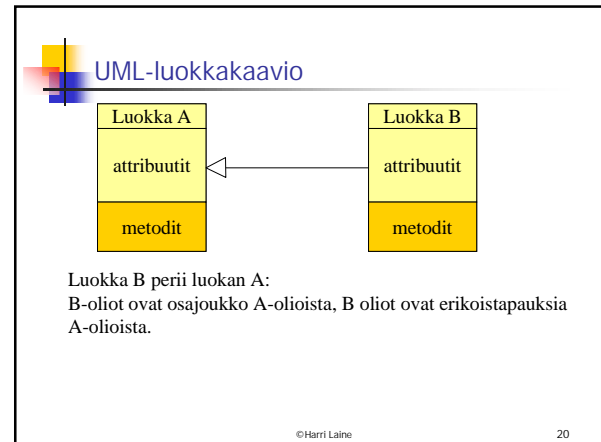 UML-luokkakaavio
Luokka A
Luokka B
attribuutit
attribuutit
metodit
metodit
Luokka B perii luokan A:
B-oliot ovat osajoukko A-olioista, B oliot ovat erikoistapauksia
A-olioista.
©Harri Laine
20